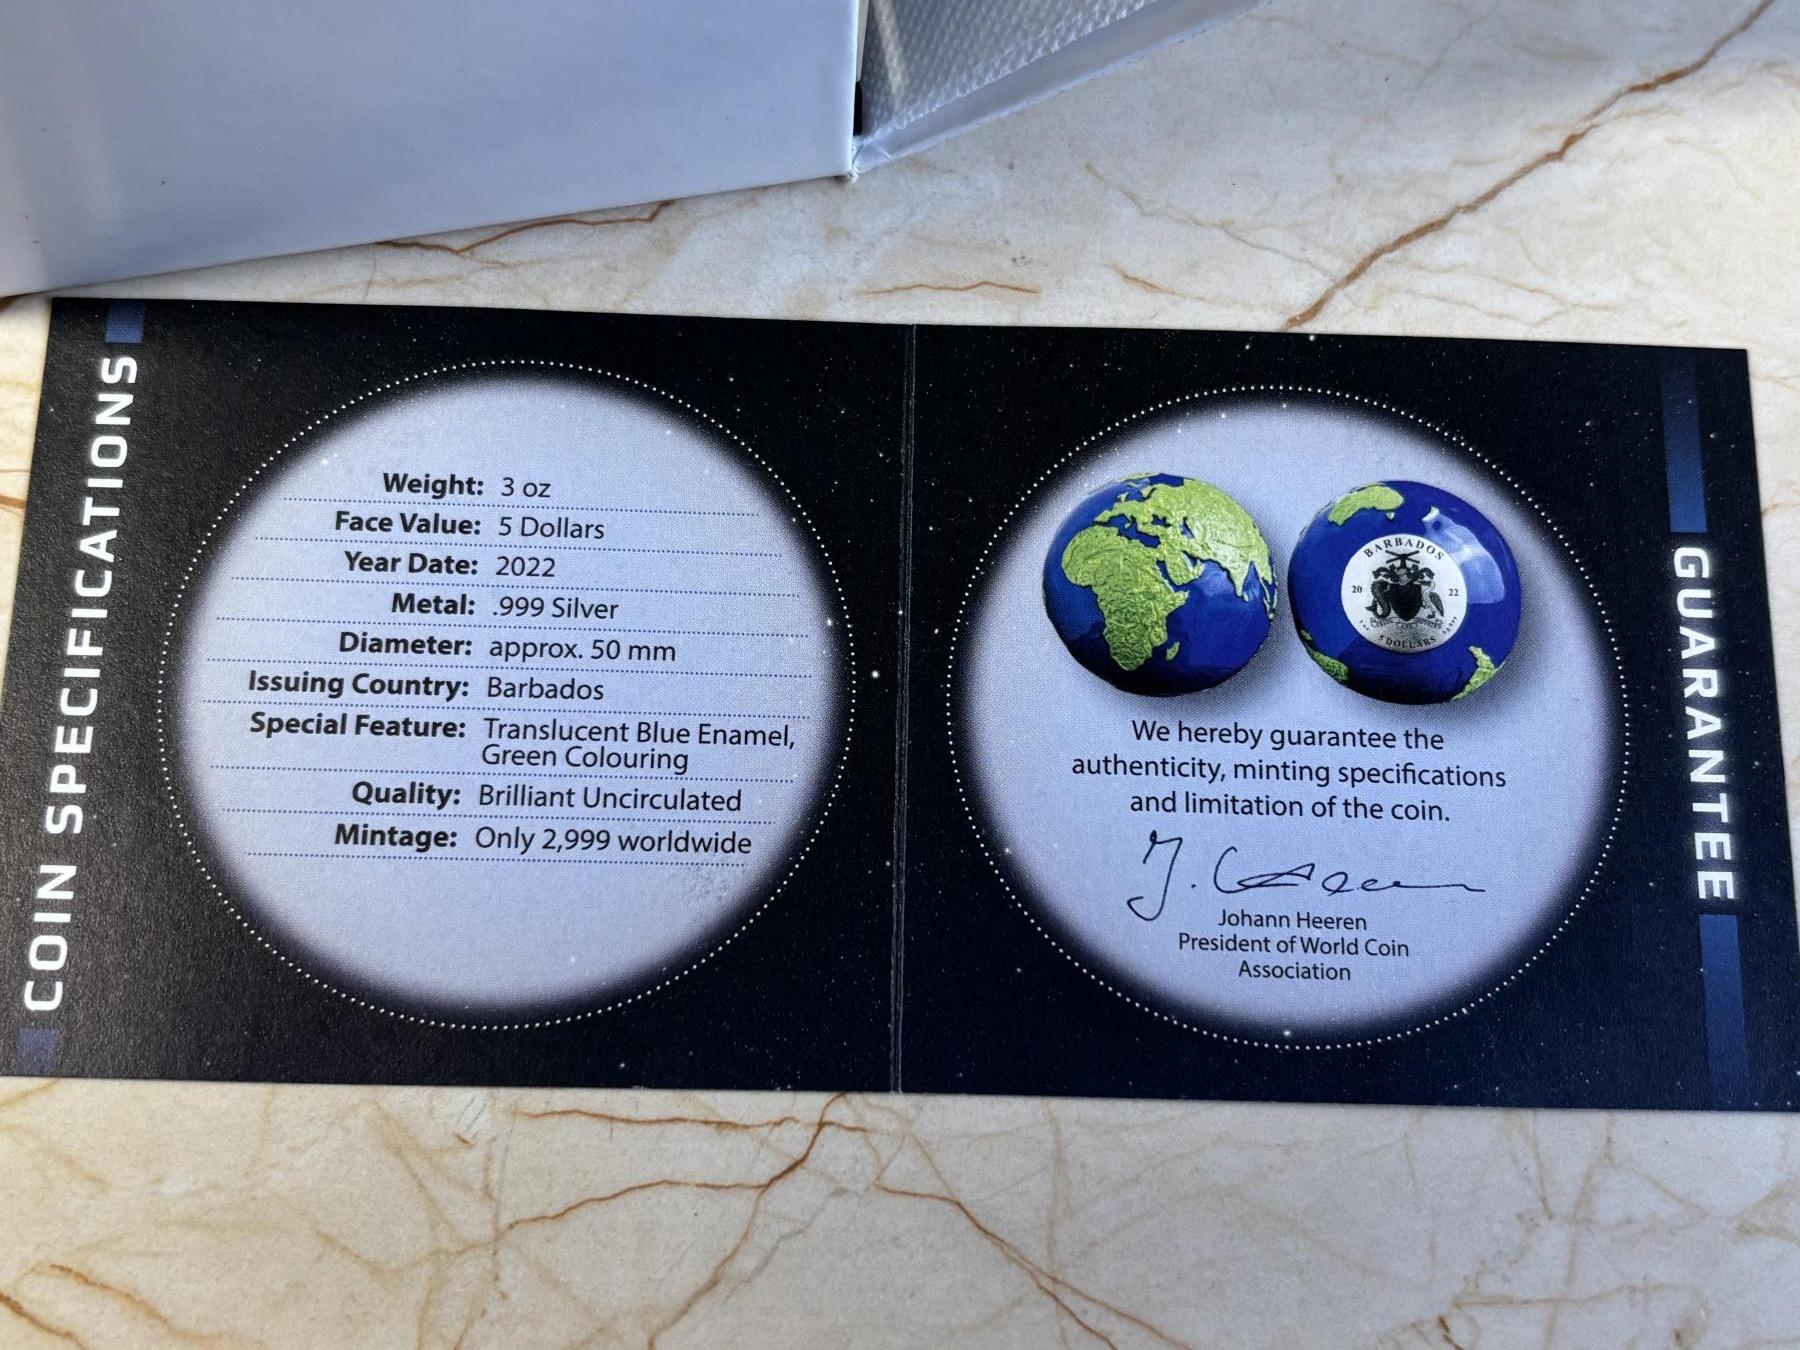 COIN SPECIFICATIONS
Weight: 3 oz
Face Value: 5 Dollars
Year Date: 2022
Metal: .999 Silver
Diameter: approx. 50 mm
Issuing Country: Barbados
Special Feature: Translucent Blue Enamel,
Green Colouring
Quality: Brilliant Uncirculated
Mintage: Only 2,999 worldwide
GUARANTEE
BARBADOS
20 22
5 DOLLARS
We hereby guarantee the
authenticity, minting specifications
and limitation of the coin.
Johann Heeren
President of World Coin
Association